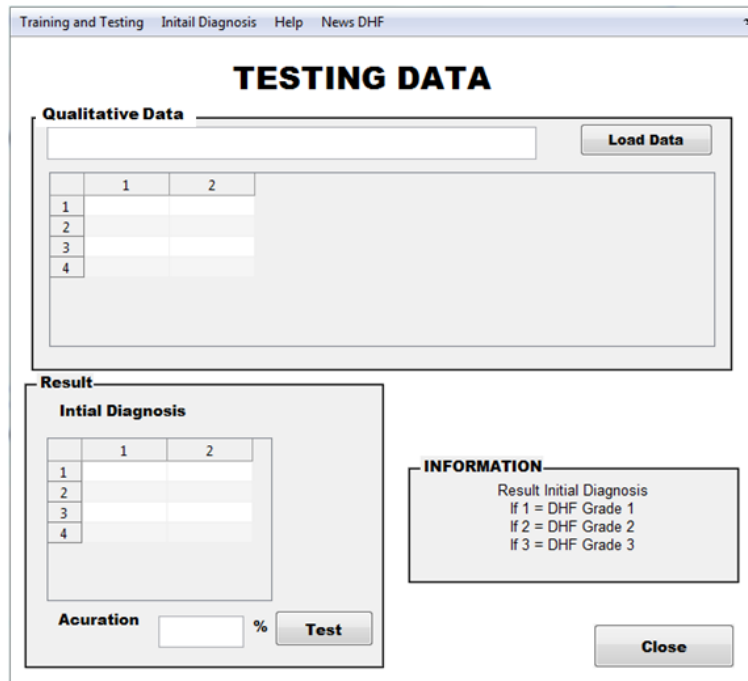 Training and Testing Initail Diagnosis Help News DHF
TESTING DATA
Qualitative Data
Load Data
1 2
1
2
3
4
Result
Intial Diagnosis
1 2
1
2
3
4
Acuration % Test
INFORMATION
Result Initial Diagnosis
If 1 = DHF Grade 1
If 2 = DHF Grade 2
If 3 = DHF Grade 3
Close